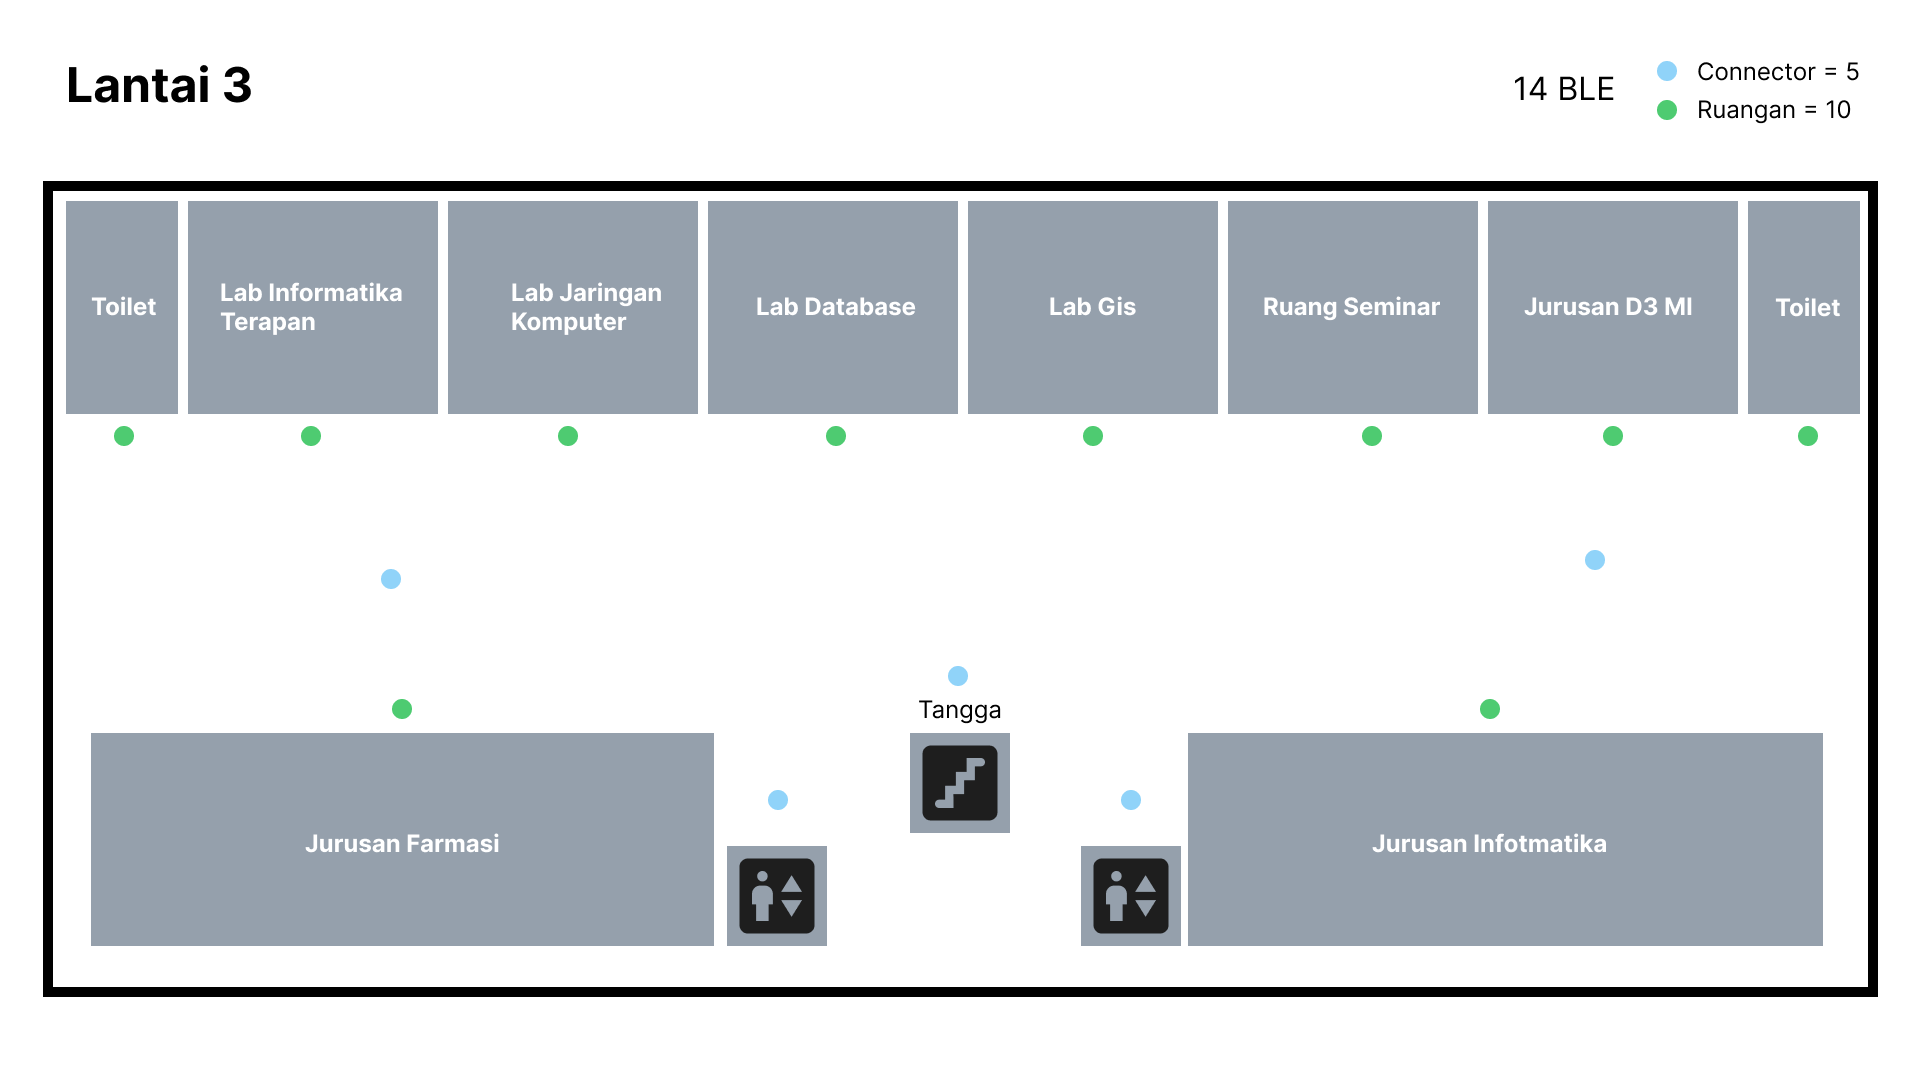 Lantai 3
14 BLE
Connector = 5
Ruangan = 10
Toilet
Lab Informatika
Terapan
Lab Jaringan
Komputer
Lab Database
Lab Gis
Ruang Seminar
Jurusan D3 MI
Toilet
Tangga
Jurusan Farmasi
Jurusan Infotmatika